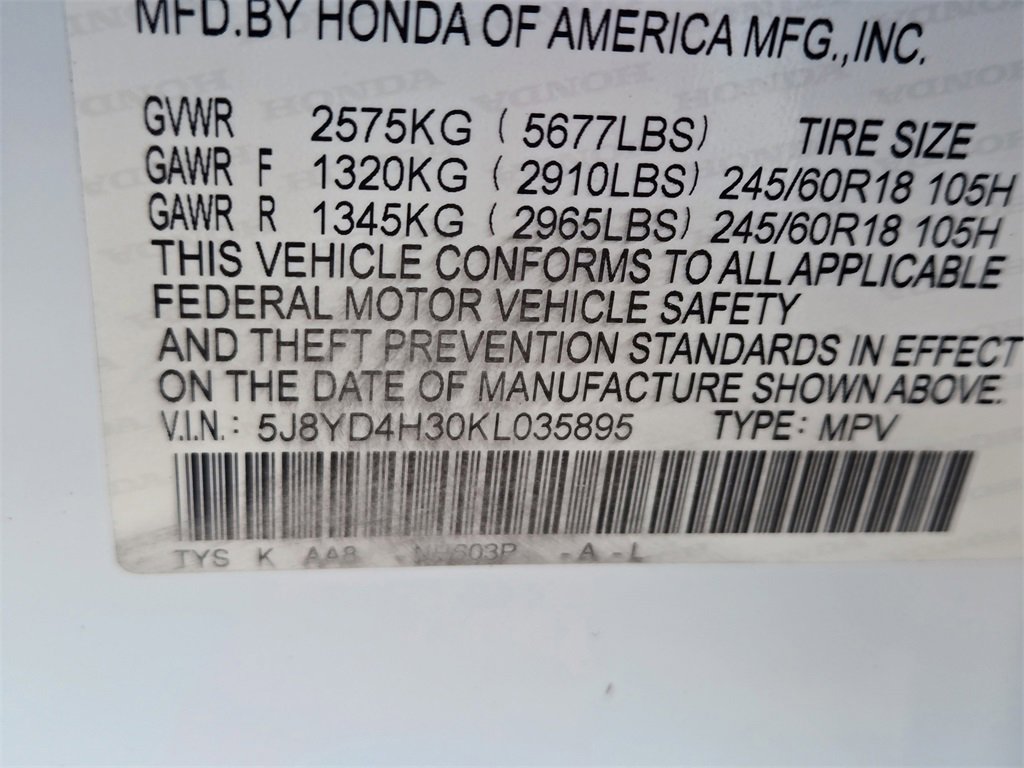 MFD.BY HONDA OF AMERICA MFG.,INC.
GVWR 2575KG ( 5677LBS) TIRE SIZE
GAWR F 1320KG ( 2910LBS) 245/60R18 105H
GAWR R 1345KG ( 2965LBS) 245/60R18 105H
THIS VEHICLE CONFORMS TO ALL APPLICABLE
FEDERAL MOTOR VEHICLE SAFETY
AND THEFT PREVENTION STANDARDS IN EFFECT
ON THE DATE OF MANUFACTURE SHOWN ABOVE.
V.I.N.: 5J8YD4H30KL035895 TYPE: MPV
TYS K AA8 -A -L